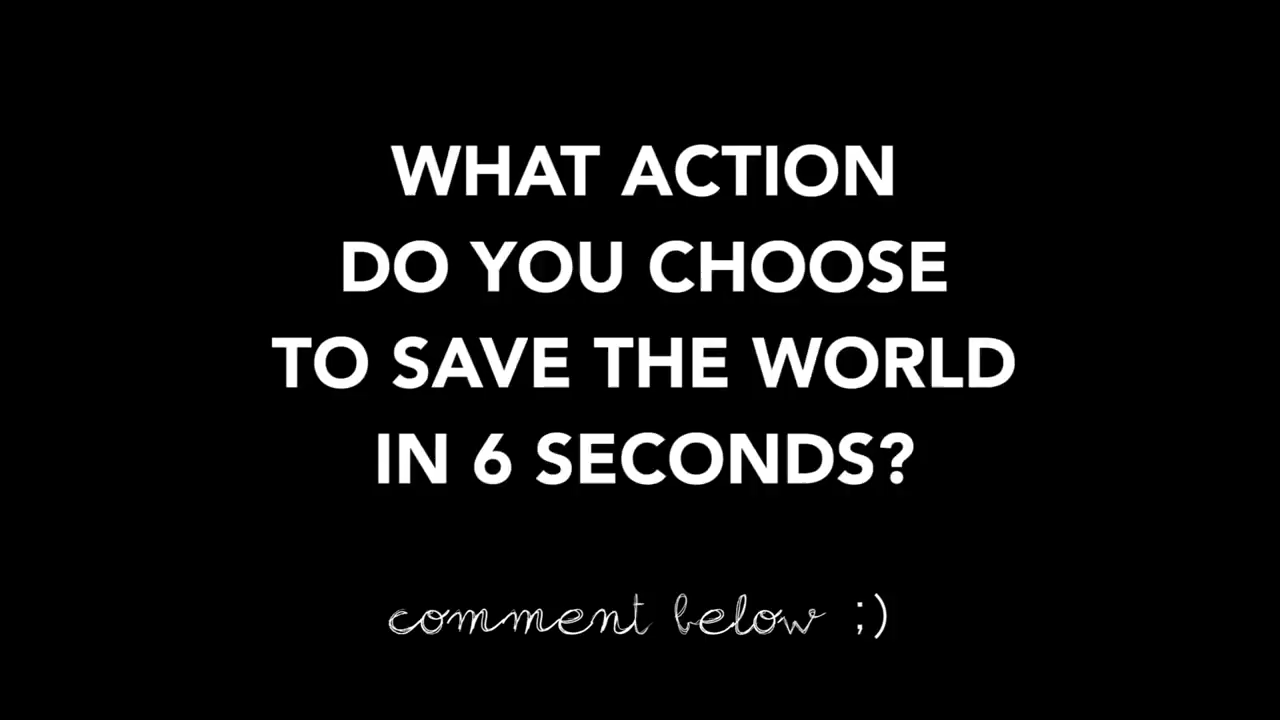 WHAT ACTION
DO YOU CHOOSE
TO SAVE THE WORLD
IN 6 SECONDS?
comment below ;)